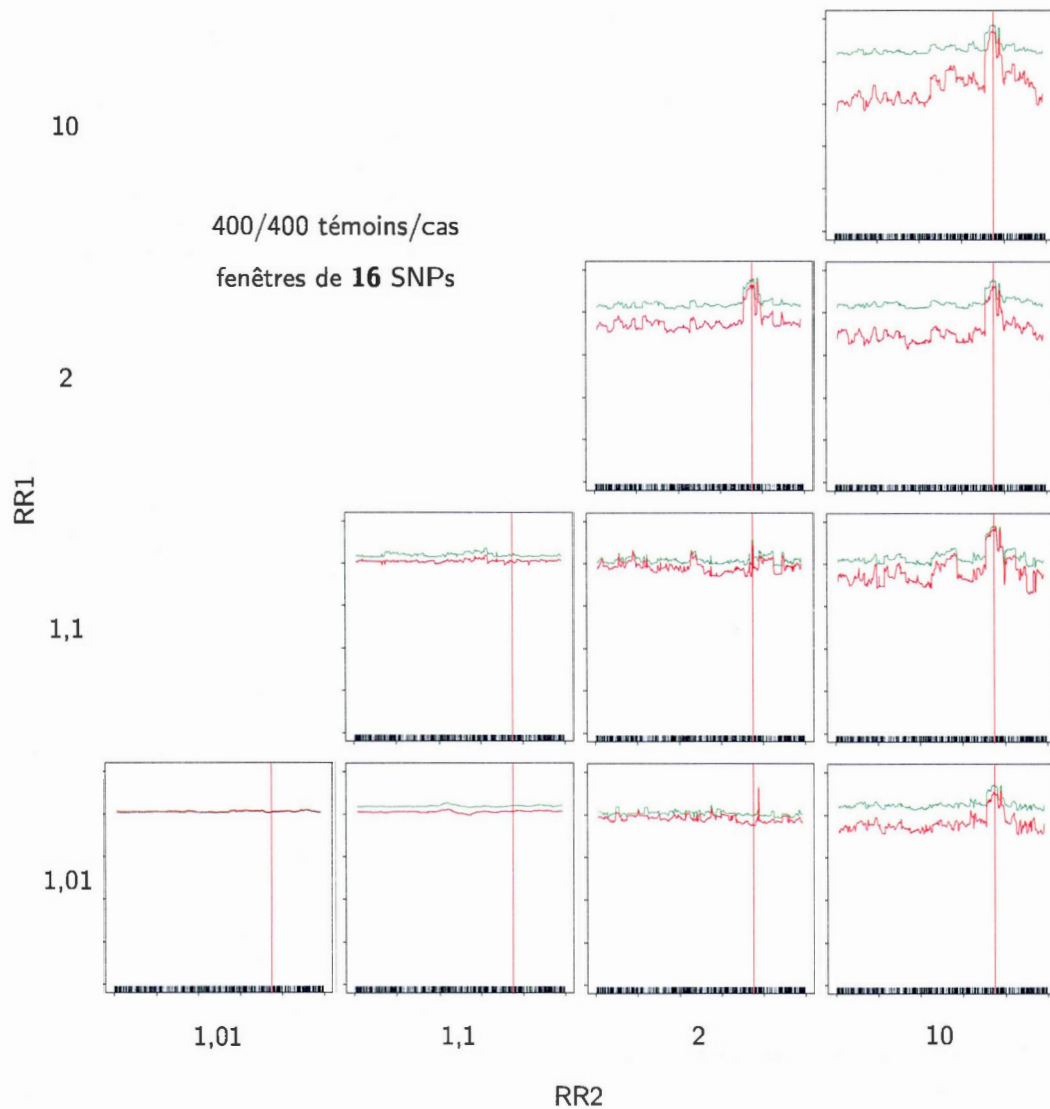 10
400/400 témoins/cas
fenêtres de 16 SNPs
2
RR1
1,1
1,01
1,01 1,1 2 10
RR2